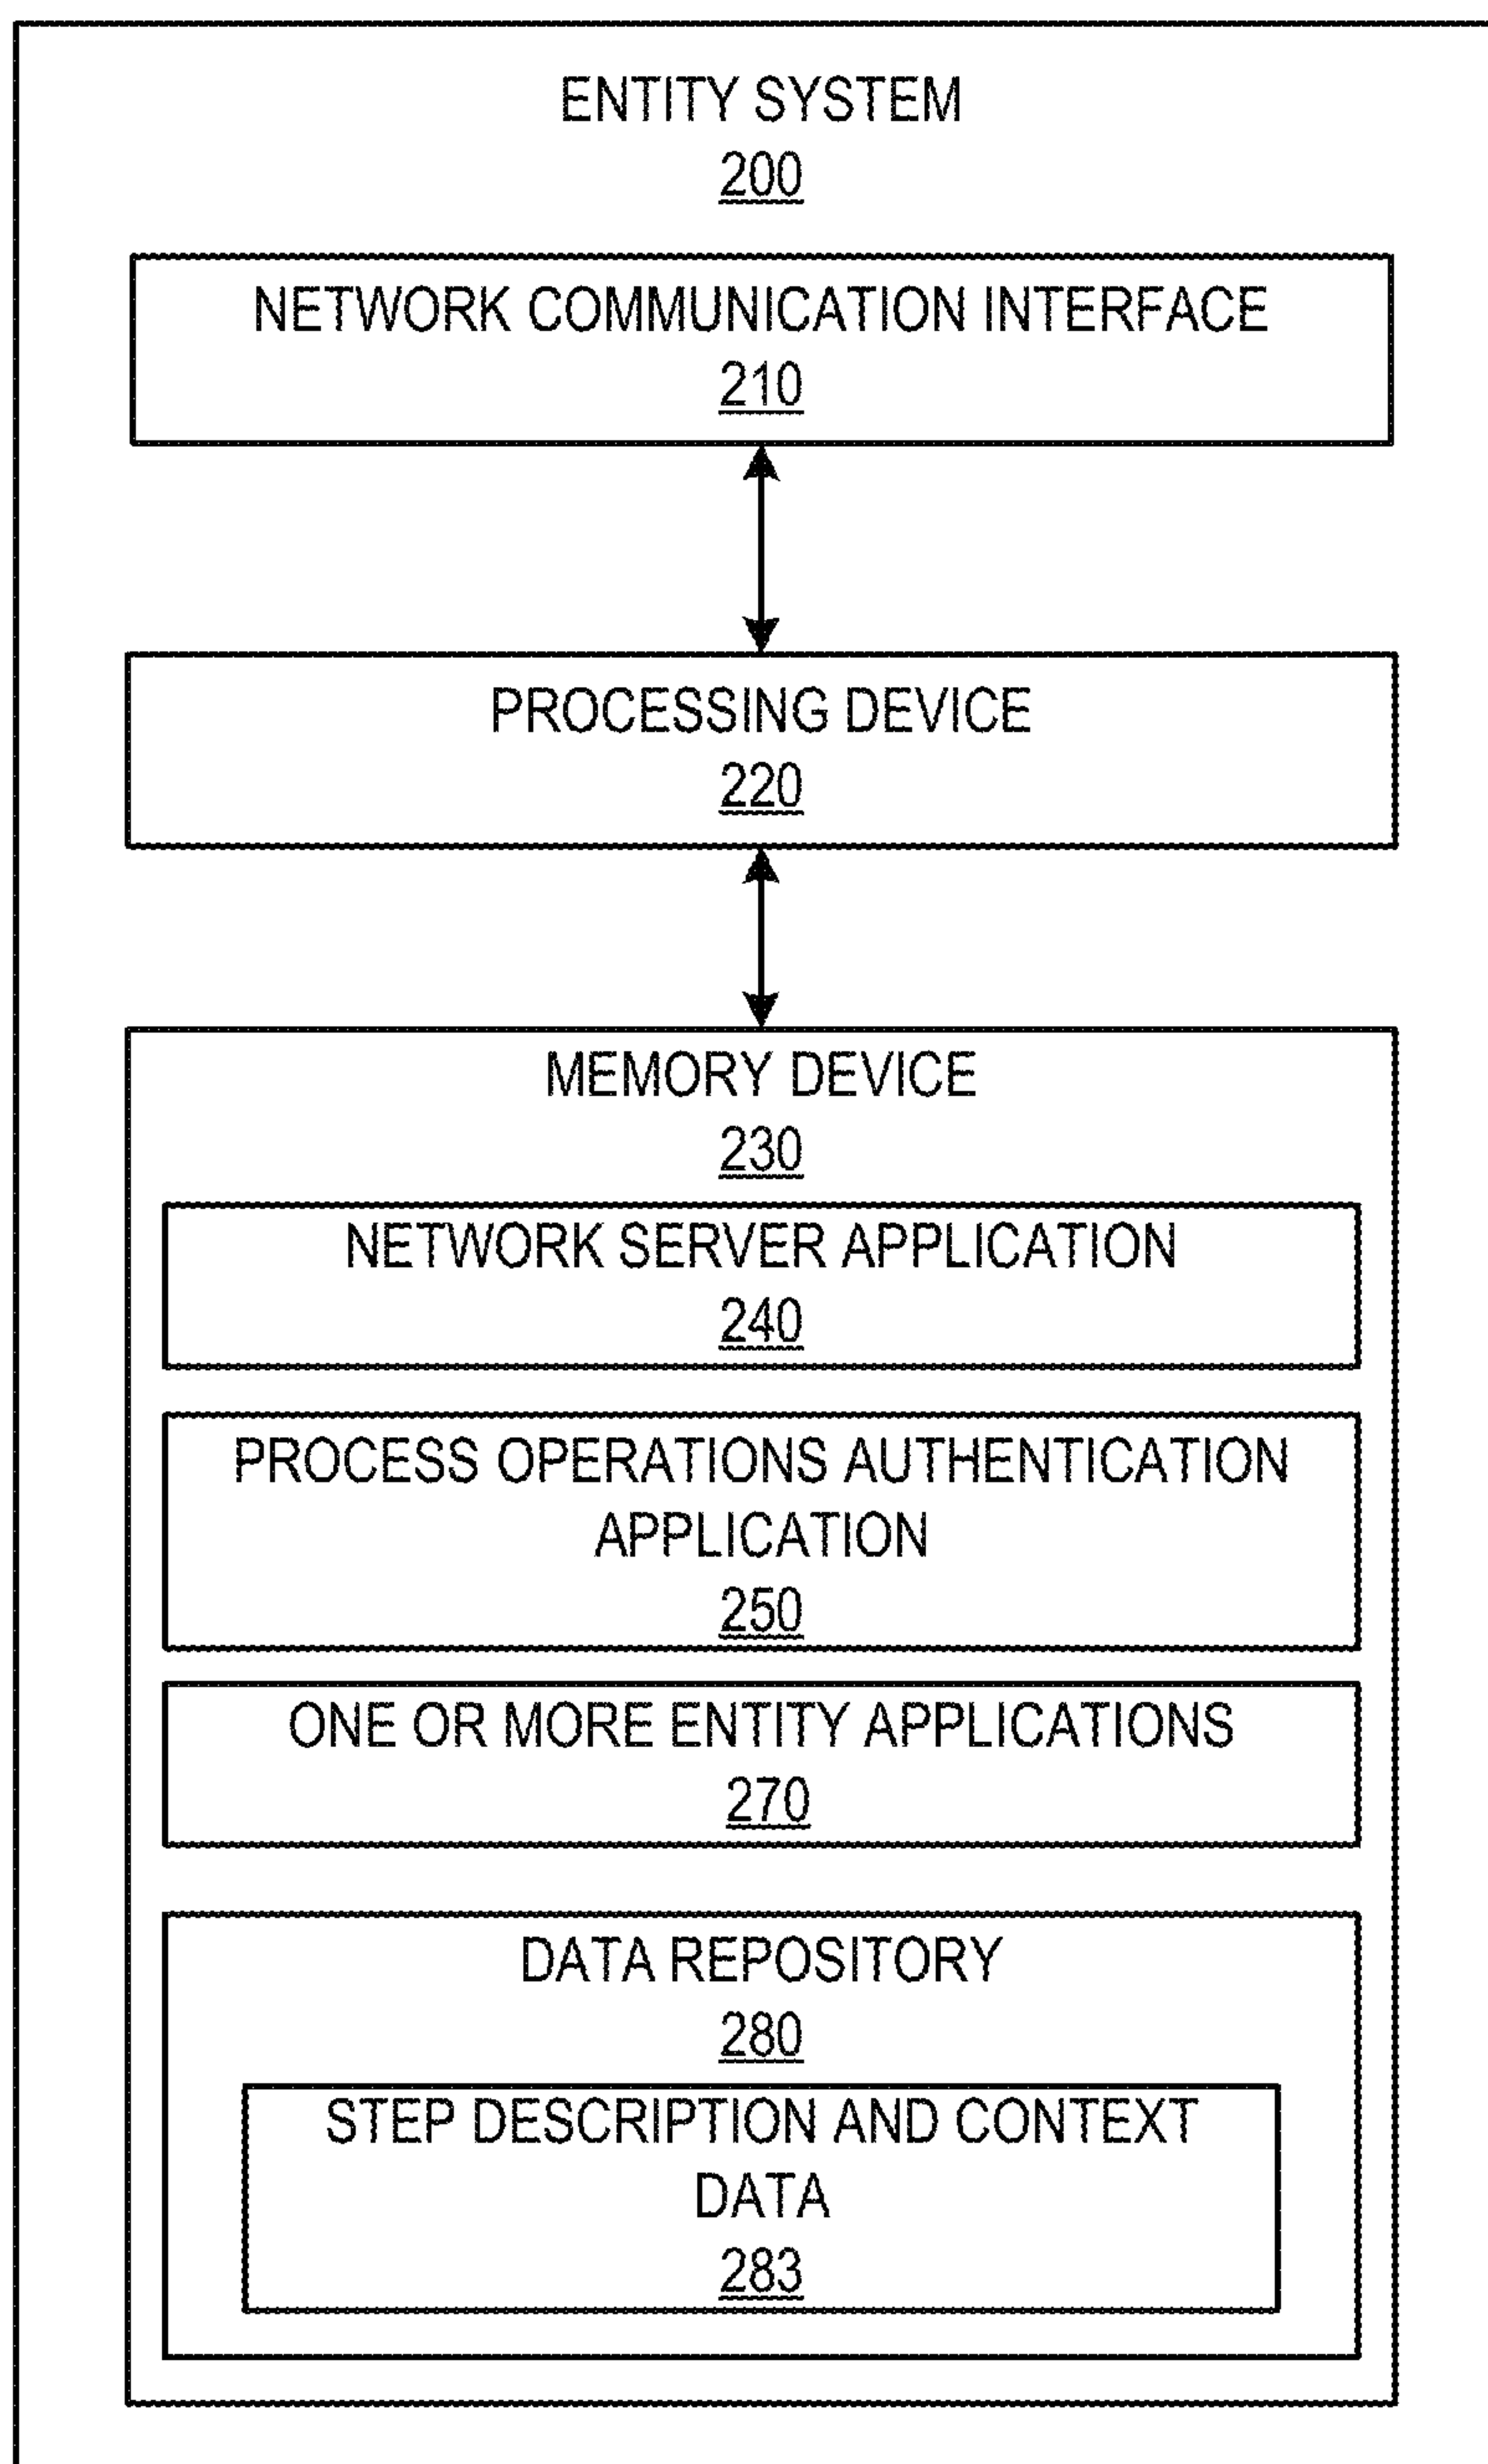 ENTITY SYSTEM
200
NETWORK COMMUNICATION INTERFACE
210
PROCESSING DEVICE
220
MEMORY DEVICE
230
NETWORK SERVER APPLICATION
240
PROCESS OPERATIONS AUTHENTICATION
APPLICATION
250
ONE OR MORE ENTITY APPLICATIONS
270
DATA REPOSITORY
280
STEP DESCRIPTION AND CONTEXT
DATA
283